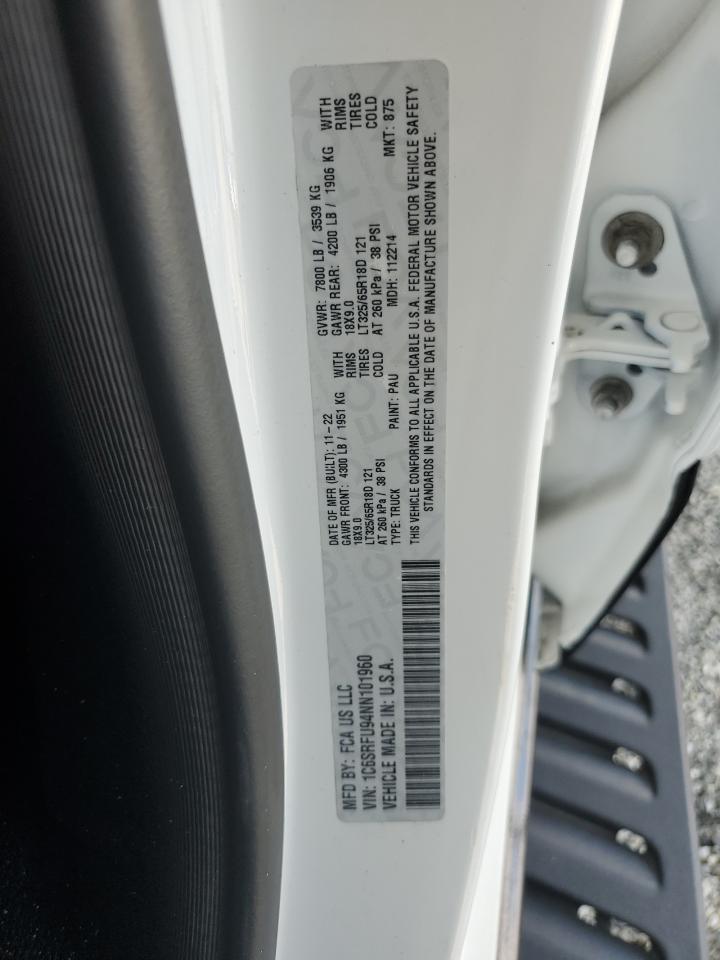 MFD BY: FCA US LLC
VIN: 1C6SRFU94NN101960
VEHICLE MADE IN: U.S.A.
DATE OF MFR (BUILT): 11-22
GAWR FRONT: 4300 LB / 1951 KG WITH
18X9.0 RIMS
LT325/65R18D 121 TIRES
AT 260 kPa / 38 PSI COLD
TYPE: TRUCK PAINT: PAU
GVWR: 7800 LB / 3539 KG
GAWR REAR: 4200 LB / 1906 KG WITH
18X9.0 RIMS
LT325/65R18D 121 TIRES
AT 260 kPa / 38 PSI COLD
MDH: 112214 MKT: 875
THIS VEHICLE CONFORMS TO ALL APPLICABLE U.S.A. FEDERAL MOTOR VEHICLE SAFETY
STANDARDS IN EFFECT ON THE DATE OF MANUFACTURE SHOWN ABOVE.